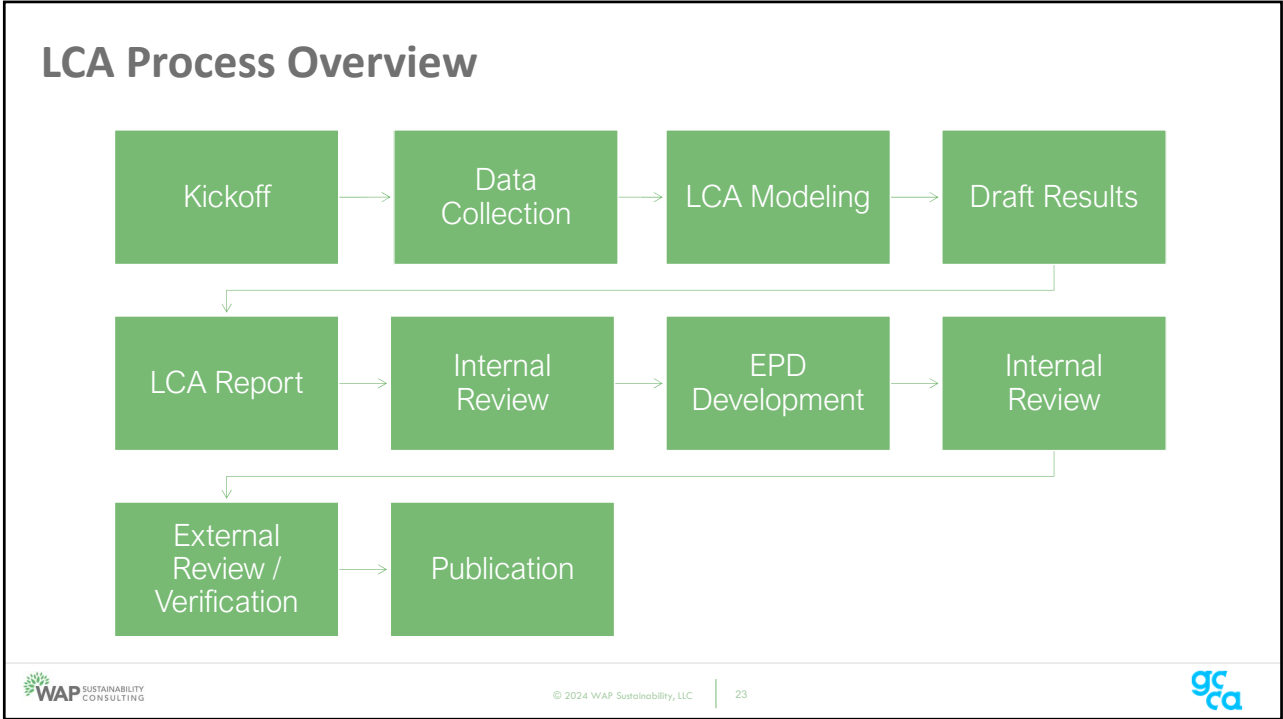 LCA Process Overview
Kickoff
Data
Collection
LCA Modeling
Draft Results
LCA Report
Internal
Review
EPD
Development
Internal
Review
External
Review /
Verification
Publication
WAP SUSTAINABILITY
CONSULTING
© 2024 WAP Sustainability, LLC
23
gc
ca